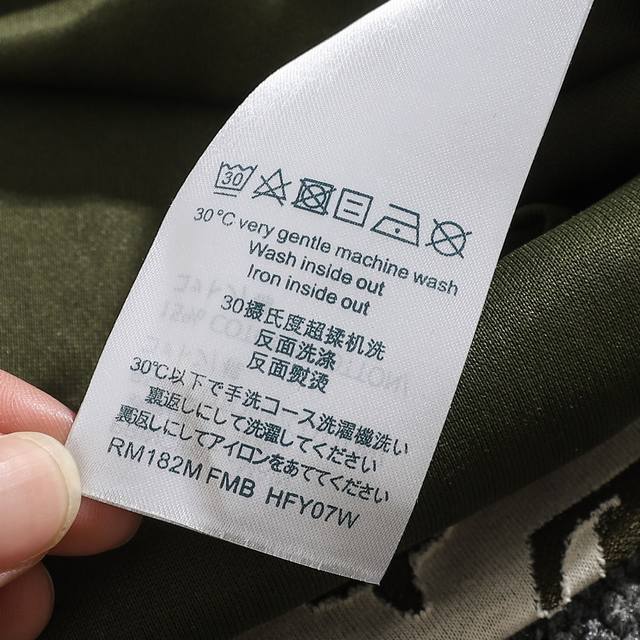 30
30°C very gentle machine wash
Wash inside out
Iron inside out
30摄氏度超揉机洗
反面洗涤
反面熨烫
30℃以下で手洗コース洗濯機洗い
裏返しにして洗濯してください
裏返しにしてアイロンをあててください
RM182M FMB HFY07W